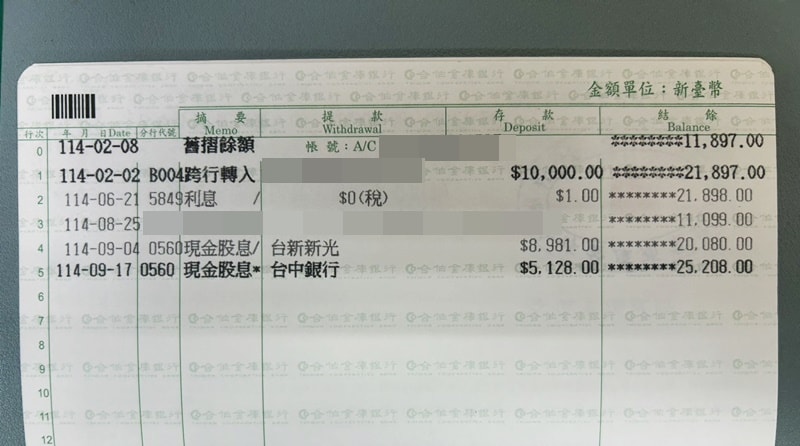 金額單位：新臺幣
行次 年 月 日Date 分行代號 摘 要 Memo 提 款 Withdrawal 存 款 Deposit 結 餘 Balance
0 114-02-08 舊摺餘額 帳 號：A/C ********11,897.00
1 114-02-02 B004跨行轉入 $10,000.00 ********21,897.00
2 114-06-21 5849利息 / $0(稅) $1.00 ********21,898.00
3 114-08-25 ********11,099.00
4 114-09-04 0560現金股息/ 台新新光 $8,981.00 ********20,080.00
5 114-09-17 0560 現金股息* 台中銀行 $5,128.00 ********25,208.00
6
7
8
9
10
11
12